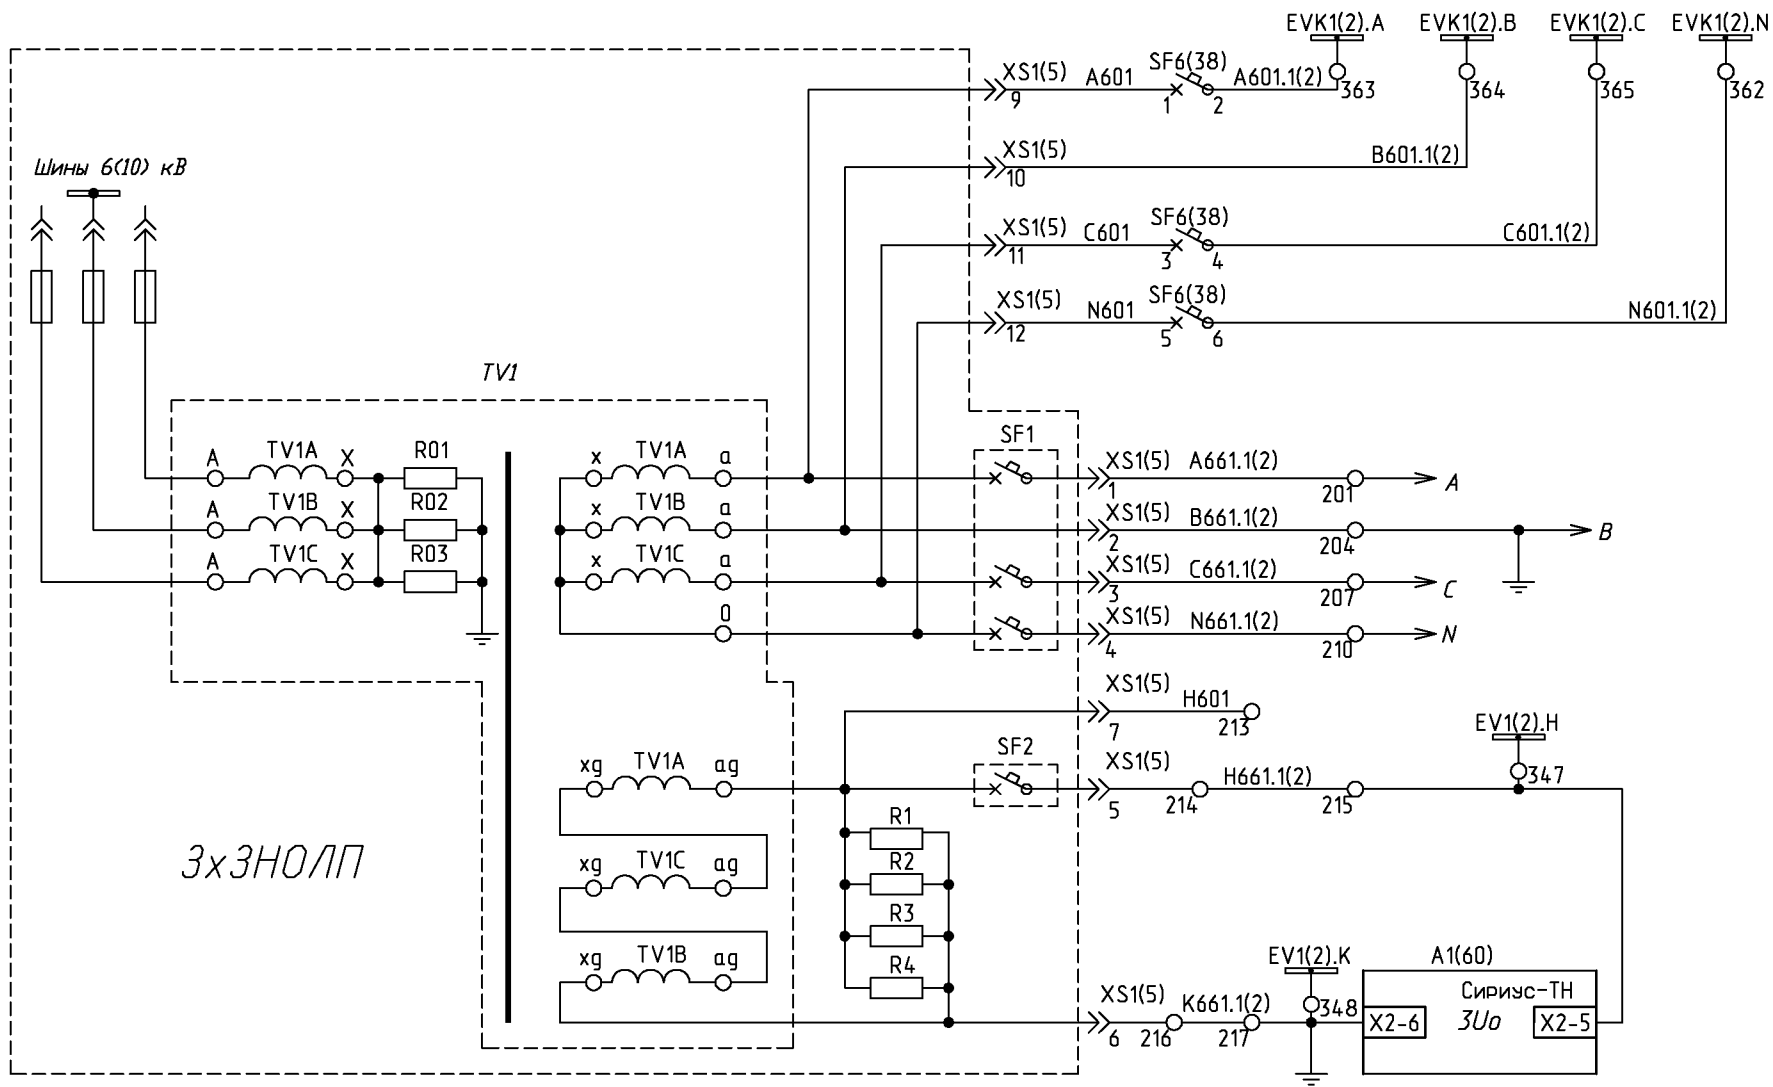 EVK1(2).A EVK1(2).B EVK1(2).C EVK1(2).N
XS1(5) A601 SF6(38) A601.1(2) 363 364 365 362
9 1 2
XS1(5) B601.1(2)
10
Шины 6(10) кВ
XS1(5) C601 SF6(38) C601.1(2)
11 3 4
XS1(5) N601 SF6(38) N601.1(2)
12 5 6
TV1
SF1
A TV1A X R01 x TV1A a XS1(5) A661.1(2)
1 201 A
A TV1B X R02 x TV1B a XS1(5) B661.1(2)
2 204 B
A TV1C X R03 x TV1C a XS1(5) C661.1(2)
3 207 C
0 XS1(5) N661.1(2)
4 210 N
XS1(5) H601
7 213
EV1(2).H
SF2
xg TV1A ag XS1(5) H661.1(2) 347
5 214 215
R1
3x3НОЛП
xg TV1C ag R2
R3
xg TV1B ag R4
EV1(2).K A1(60)
XS1(5) K661.1(2) 348 Сириус-ТН
6 216 217 X2-6 3Uo X2-5